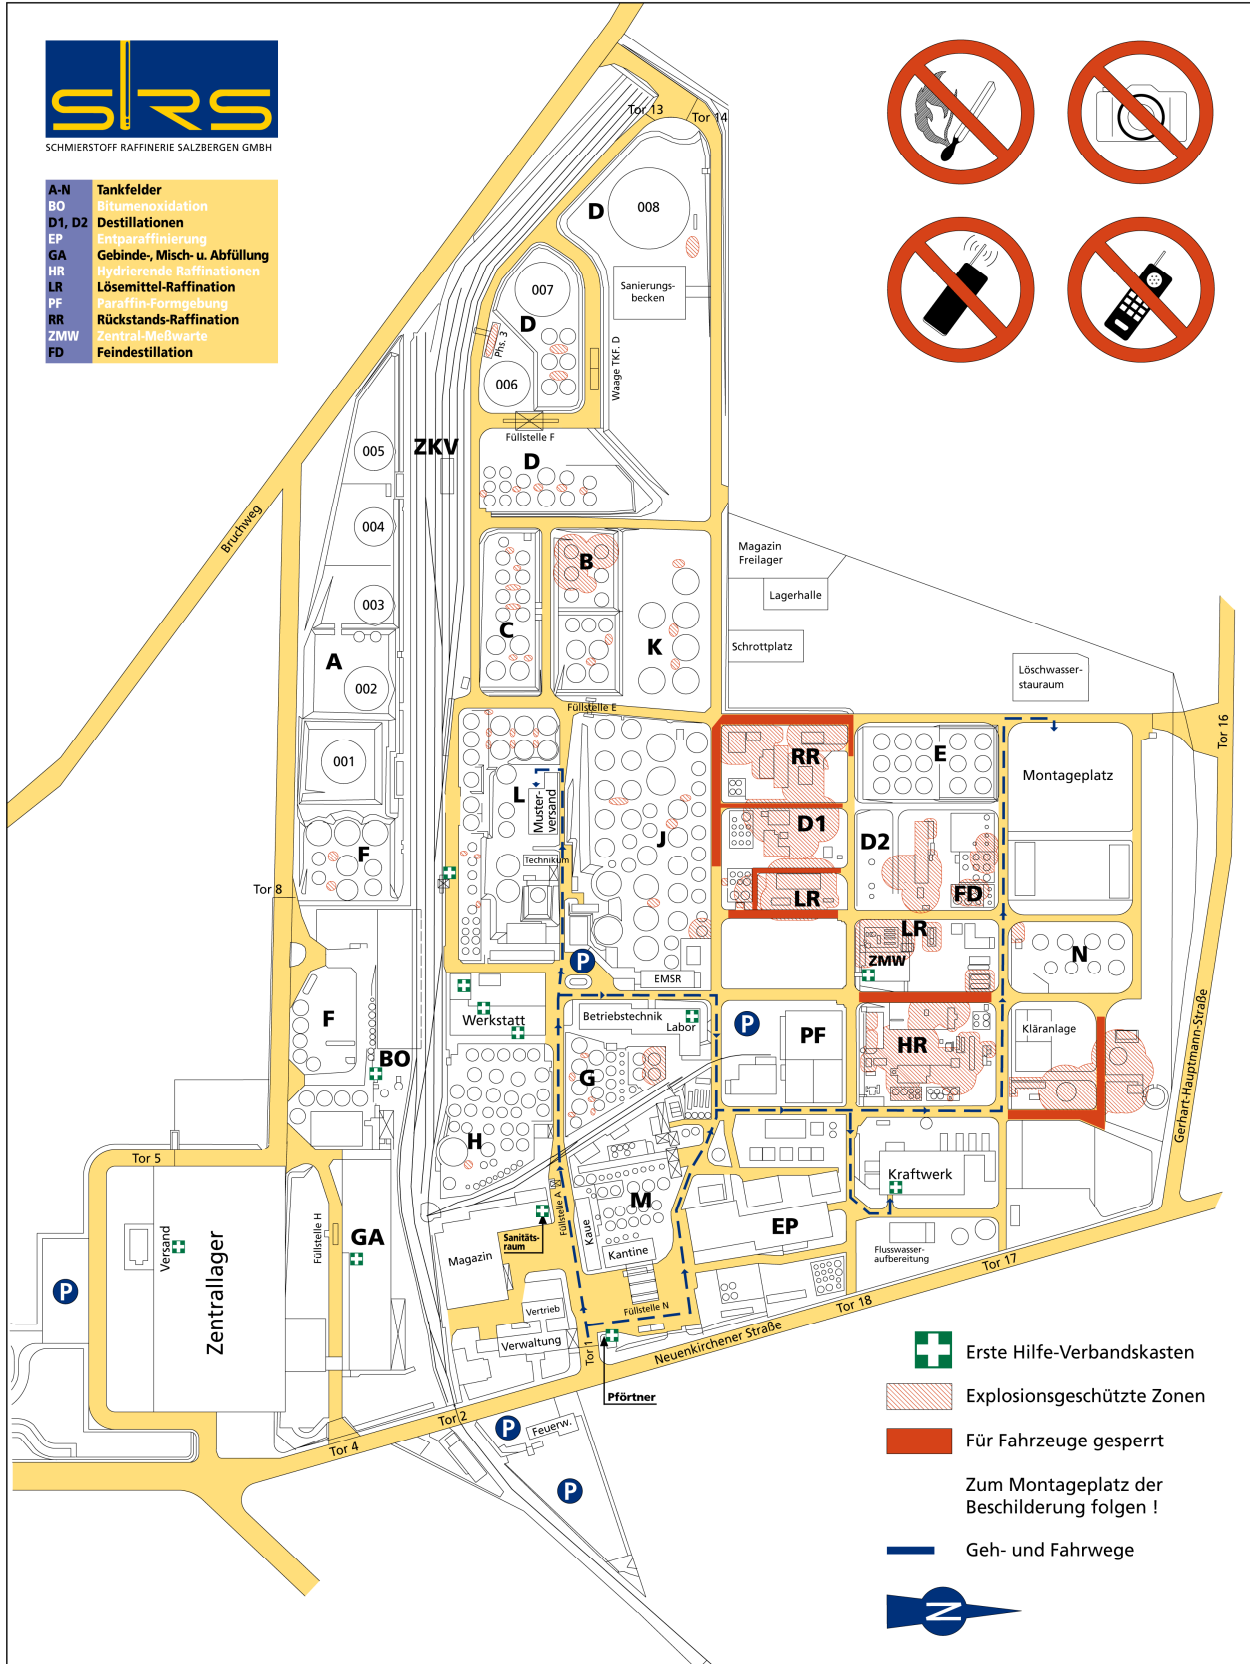 SRS
SCHMIERSTOFF RAFFINERIE SALZBERGEN GMBH
A-N Tankfelder
BO Bitumenoxidation
D1, D2 Destillationen
EP Entparaffinierung
GA Gebinde-, Misch- u. Abfüllung
HR Hydrierende Raffinationen
LR Lösemittel-Raffination
PF Paraffin-Formgebung
RR Rückstands-Raffination
ZMW Zentral-Meßwarte
FD Feindestillation
Tor 13
Tor 14
D
008
007
Sanierungs-
becken
D
Phs. 3
006
Waage TKF. D
Füllstelle F
ZKV
D
005
Bruchweg
004
003
A
002
001
F
Tor 8
B
C
K
Magazin
Freilager
Lagerhalle
Schrottplatz
Löschwasser-
stauraum
Füllstelle E
Tor 16
RR
E
Montageplatz
L
Muster-
versand
J
D1
D2
Technikum
LR
FD
LR
ZMW
N
P
EMSR
F
Werkstatt
Betriebstechnik
Labor
P
PF
HR
Kläranlage
BO
G
Gerhart-Hauptmann-Straße
H
Tor 5
Kraftwerk
M
Füllstelle A
Kaue
EP
Versand
Füllstelle H
GA
Sanitäts-
raum
Magazin
Kantine
Flusswasser-
aufbereitung
Tor 17
Zentrallager
P
Vertrieb
Füllstelle N
Tor 18
Verwaltung
Tor 1
Neuenkirchener Straße
Pförtner
Tor 2
Tor 4
P
Feuerw.
P
Erste Hilfe-Verbandskasten
Explosionsgeschützte Zonen
Für Fahrzeuge gesperrt
Zum Montageplatz der
Beschilderung folgen !
Geh- und Fahrwege
N